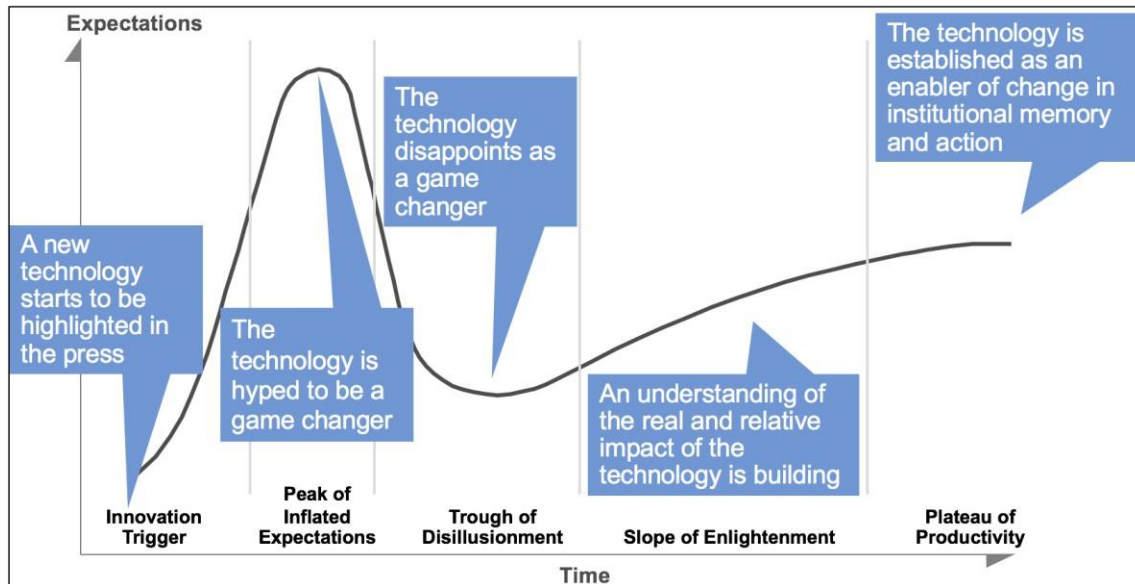 Expectations
A new
technology
starts to be
highlighted in
the press
The
technology is
hyped to be a
game changer
The
technology
disappoints as
a game
changer
An understanding of
the real and relative
impact of the
technology is building
The technology is
established as an
enabler of change in
institutional memory
and action
Innovation
Trigger
Peak of
Inflated
Expectations
Trough of
Disillusionment
Slope of Enlightenment
Plateau of
Productivity
Time